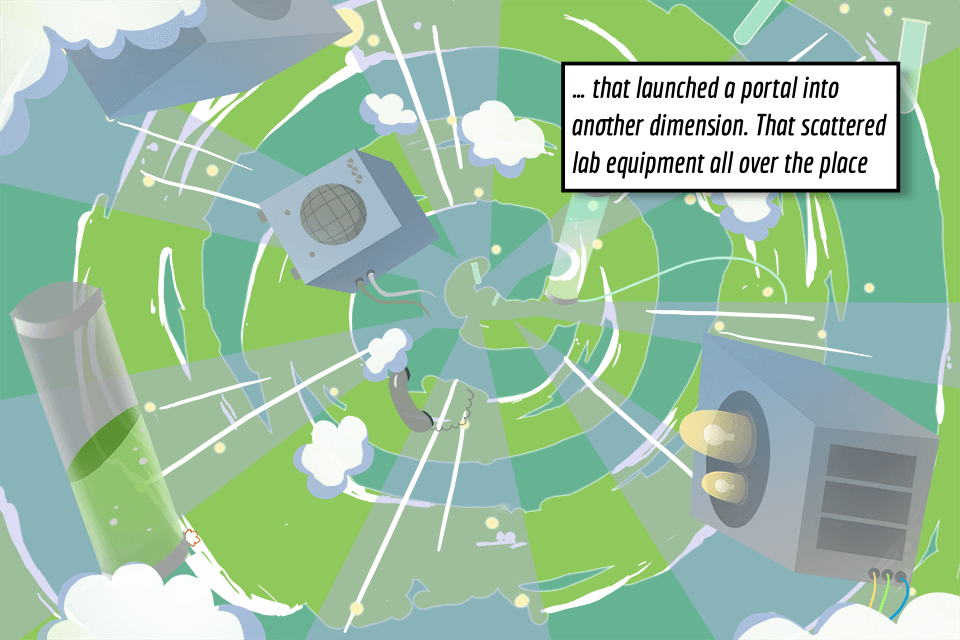 … that launched a portal into
another dimension. That scattered
lab equipment all over the place